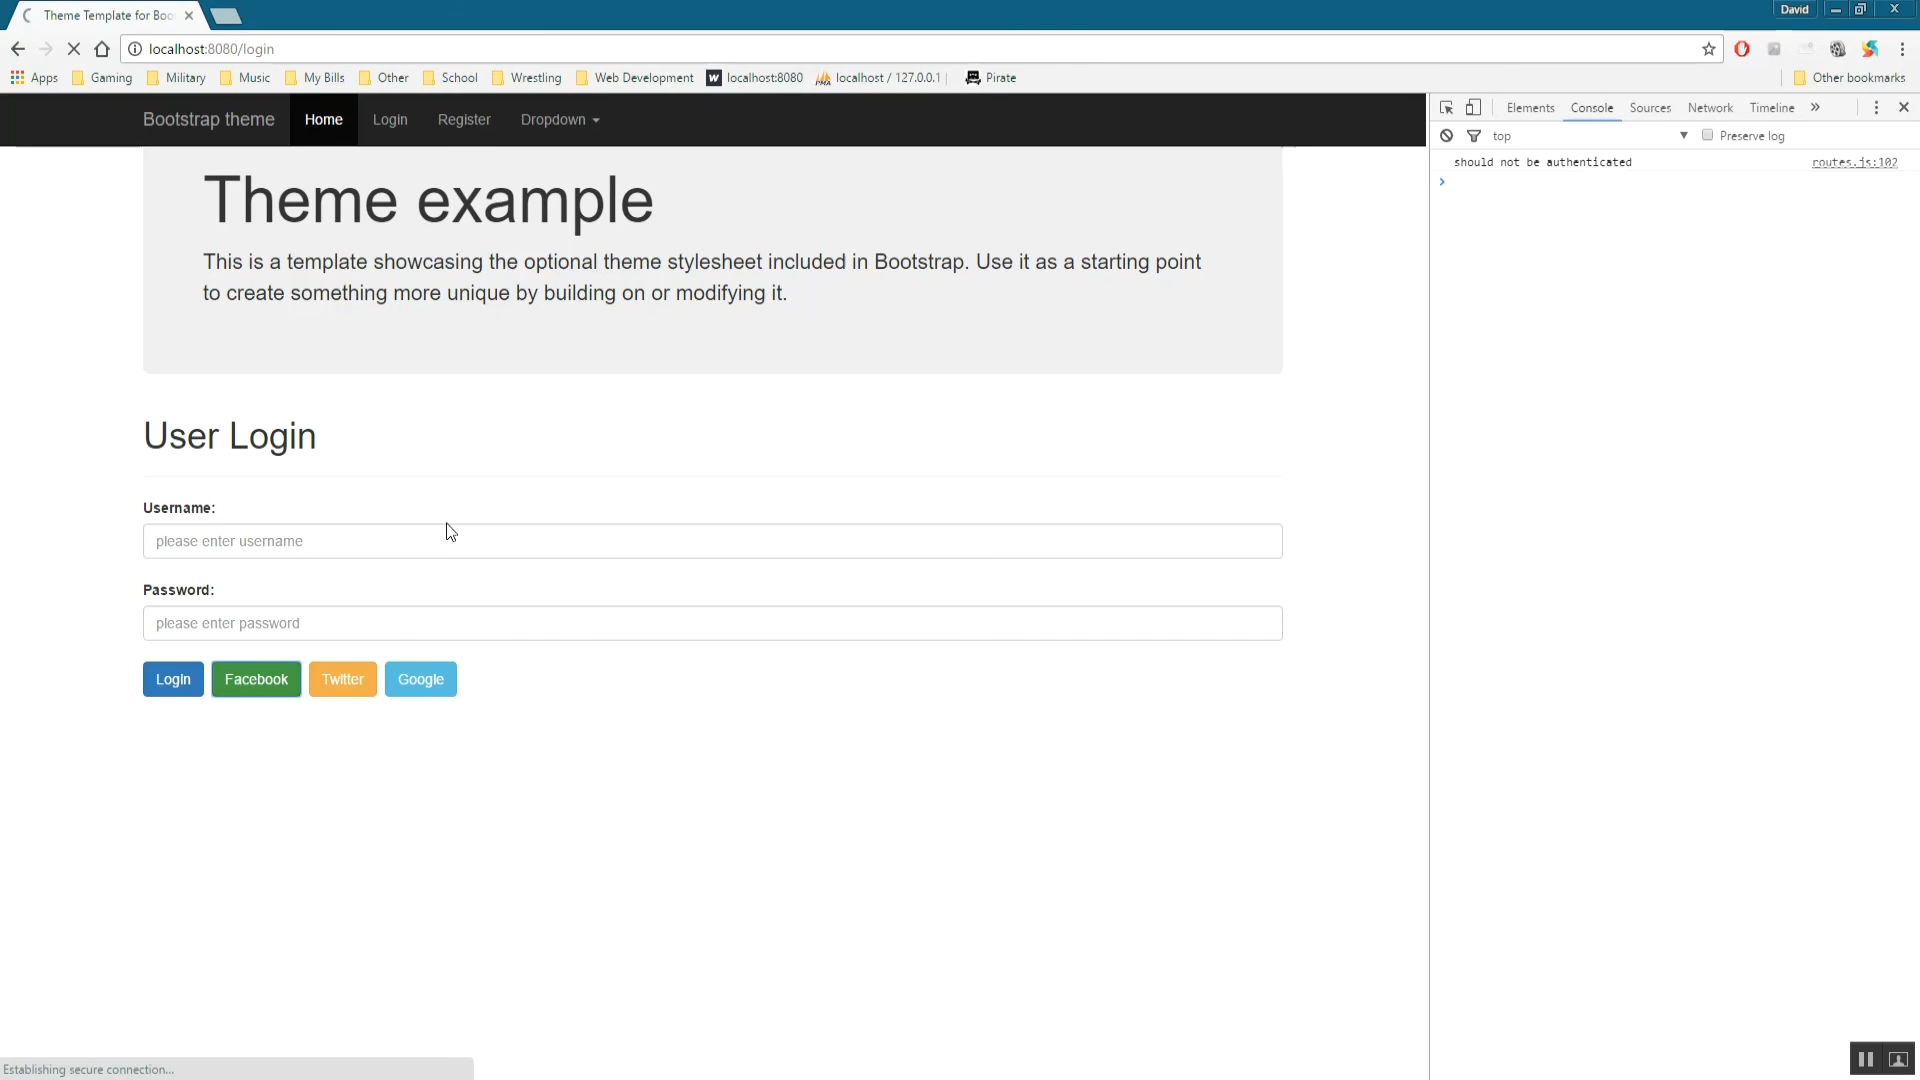 Theme Template for Boo
David
localhost:8080/login
Apps Gaming Military Music My Bills Other School Wrestling Web Development localhost:8080 localhost / 127.0.0.1 Pirate Other bookmarks
Bootstrap theme Home Login Register Dropdown
Elements Console Sources Network Timeline »
top Preserve log
should not be authenticated routes.js:102
Theme example
This is a template showcasing the optional theme stylesheet included in Bootstrap. Use it as a starting point
to create something more unique by building on or modifying it.
User Login
Username:
please enter username
Password:
please enter password
Login Facebook Twitter Google
Establishing secure connection...